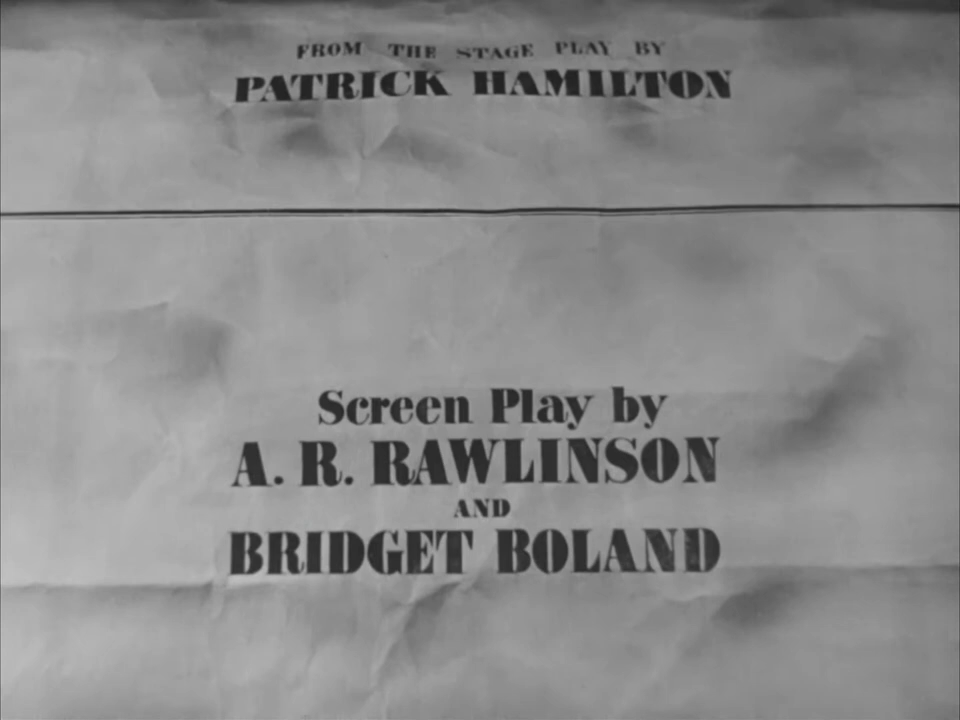 FROM THE STAGE PLAY BY
PATRICK HAMILTON
Screen Play by
A. R. RAWLINSON
AND
BRIDGET BOLAND